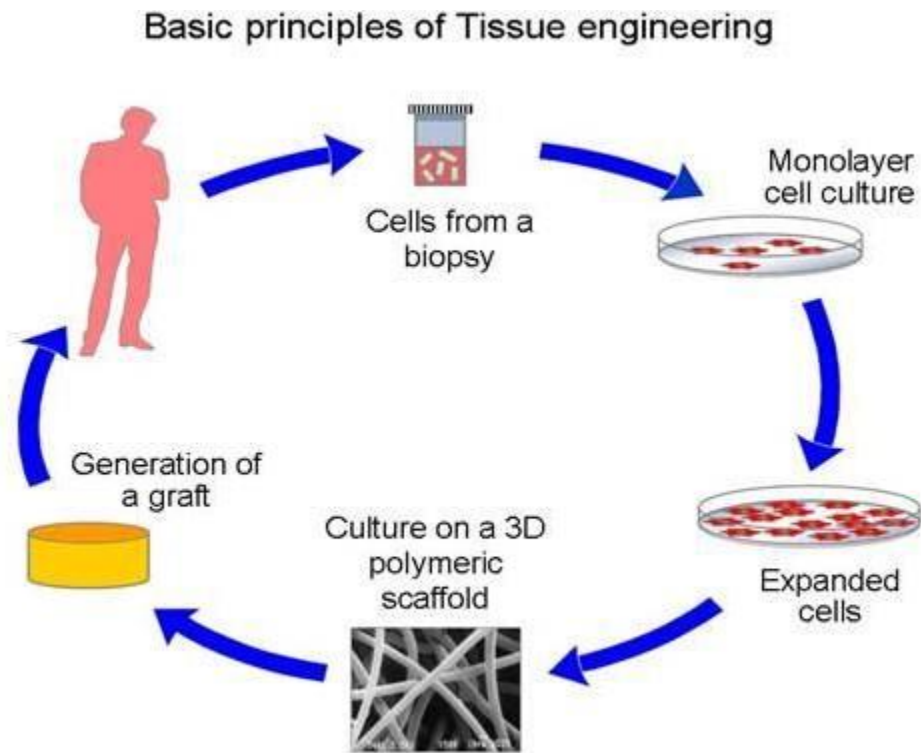 Basic principles of Tissue engineering
Cells from a
biopsy
Monolayer
cell culture
Expanded
cells
Culture on a 3D
polymeric
scaffold
Generation of
a graft